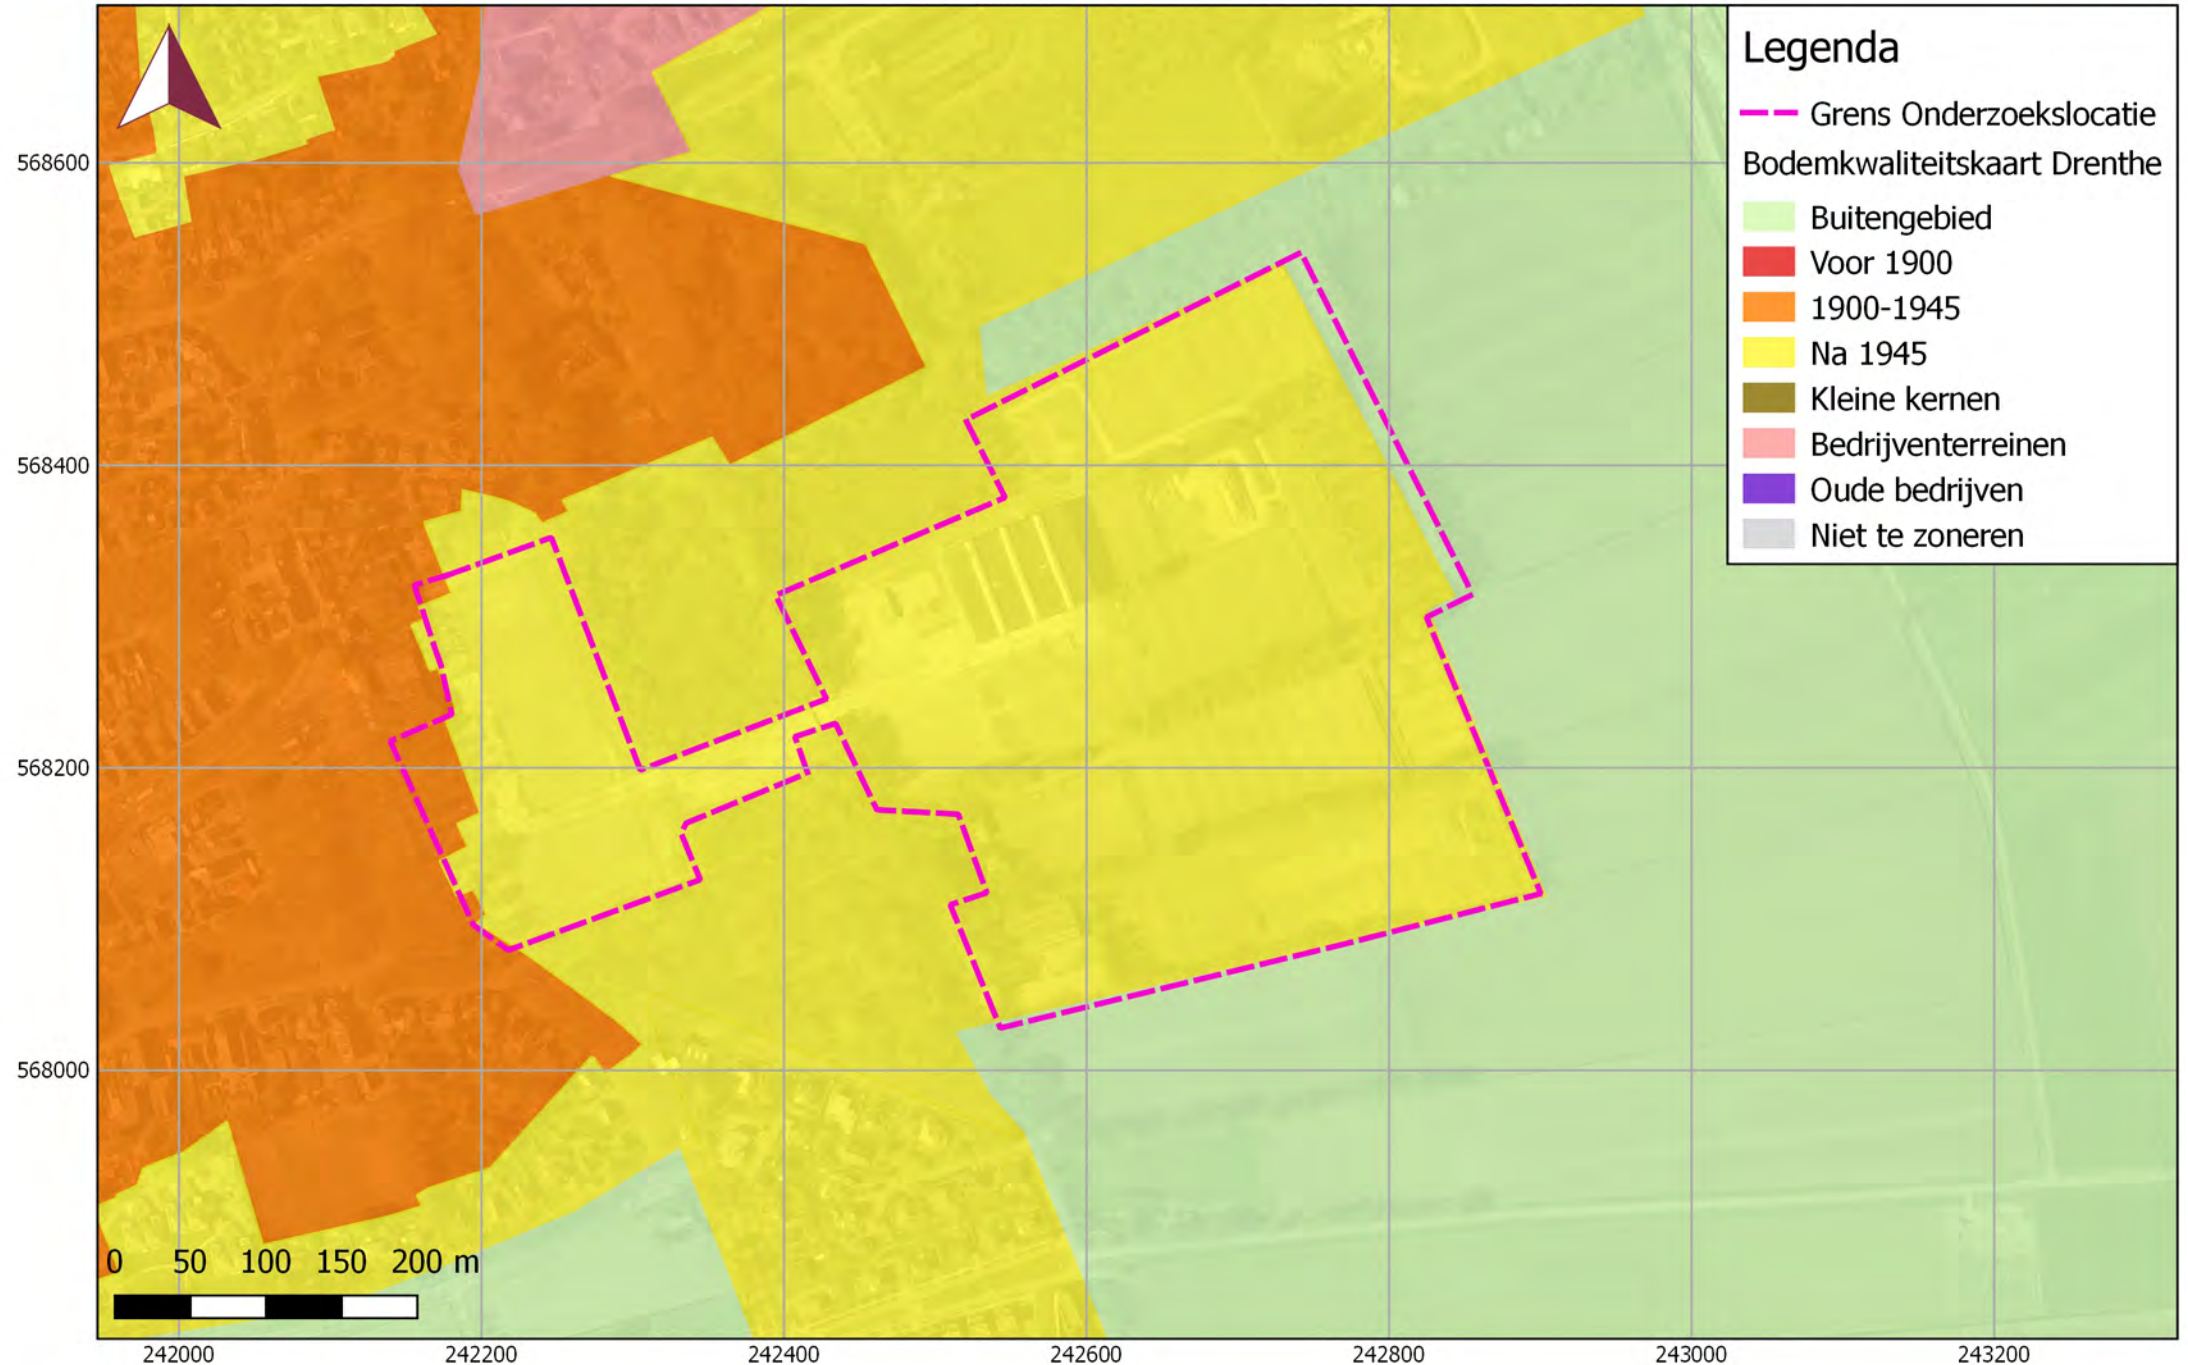 Legenda
Grens Onderzoekslocatie
Bodemkwaliteitskaart Drenthe
Buitengebied
Voor 1900
1900-1945
Na 1945
Kleine kernen
Bedrijventerreinen
Oude bedrijven
Niet te zoneren
568600
568400
568200
568000
0 50 100 150 200 m
242000 242200 242400 242600 242800 243000 243200